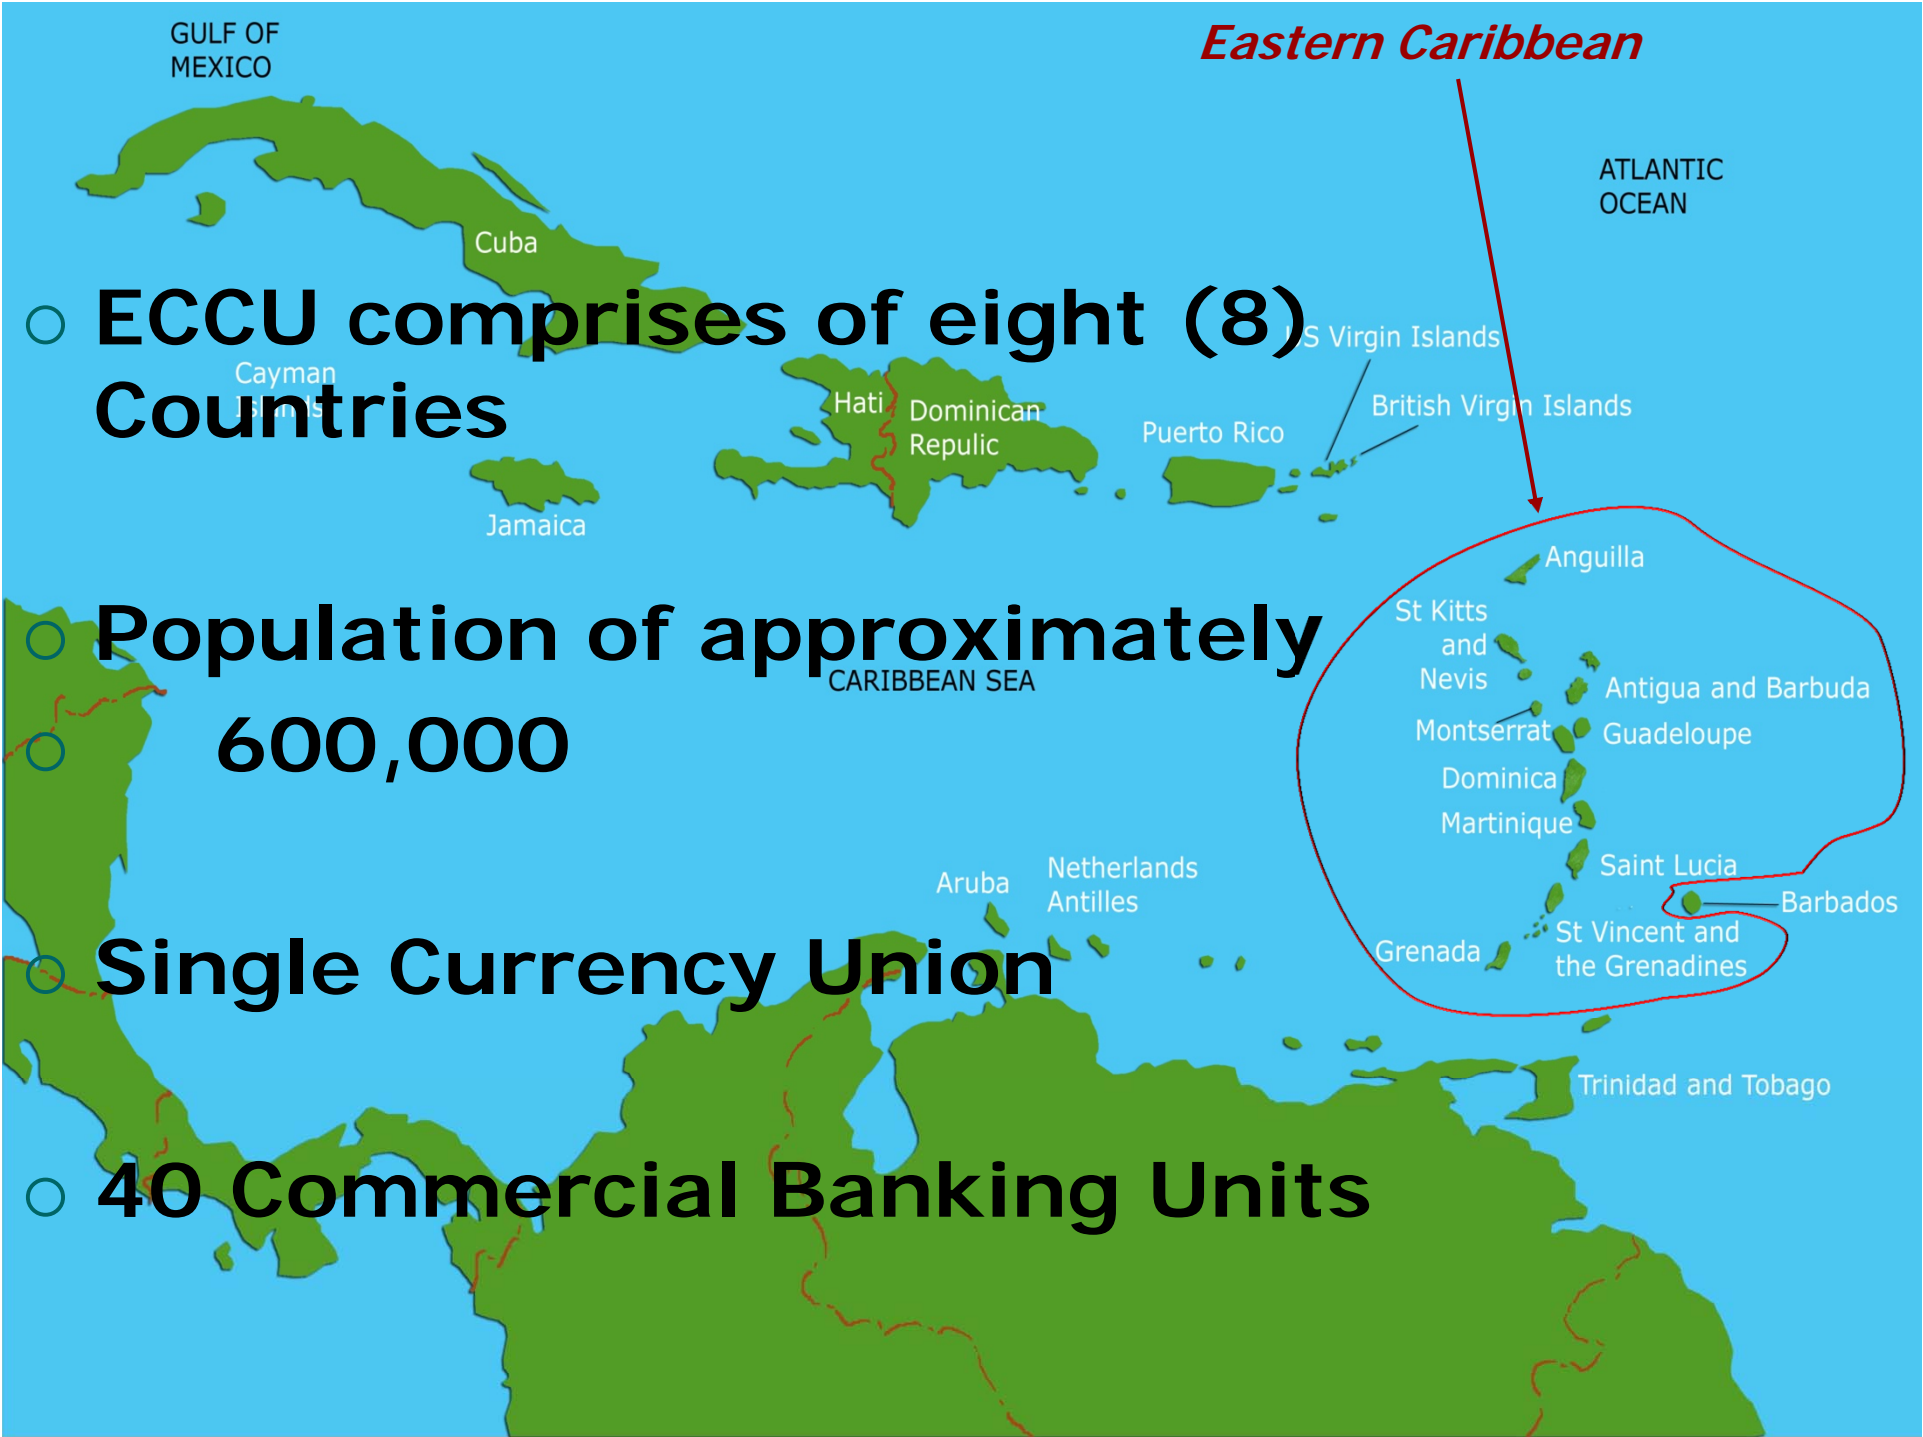 GULF OF
MEXICO
Eastern Caribbean
ATLANTIC
OCEAN
Cuba
○ ECCU comprises of eight (8)
Countries
US Virgin Islands
British Virgin Islands
Cayman
Islands
Hati
Dominican
Repulic
Puerto Rico
Jamaica
Anguilla
St Kitts
and
Nevis
○ Population of approximately
CARIBBEAN SEA
○ 600,000
Antigua and Barbuda
Montserrat
Guadeloupe
Dominica
Martinique
Saint Lucia
Aruba
Netherlands
Antilles
Barbados
St Vincent and
the Grenadines
Grenada
○ Single Currency Union
Trinidad and Tobago
○ 40 Commercial Banking Units